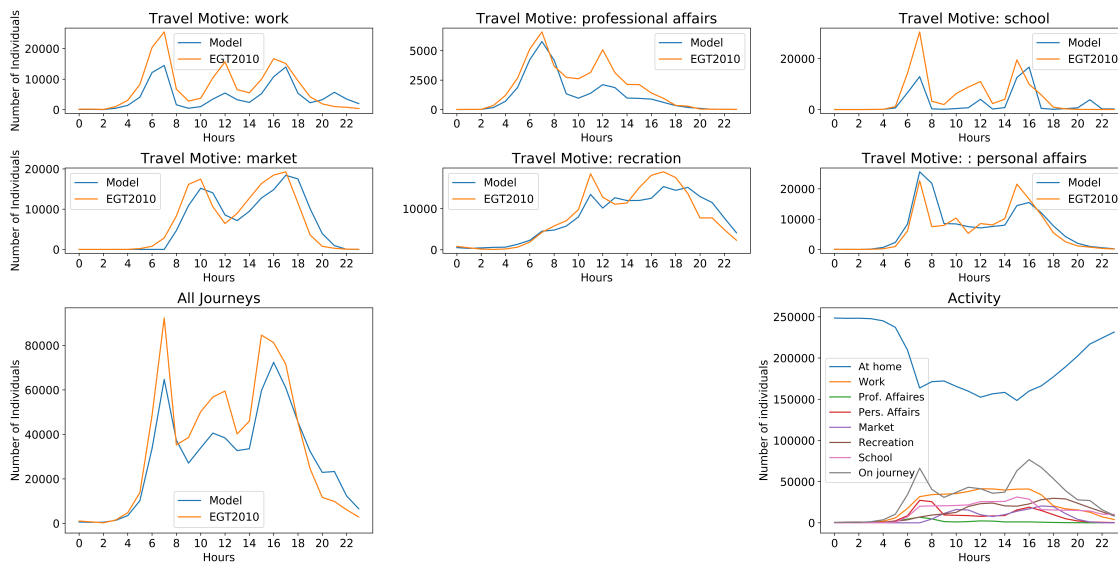 Travel Motive: work
Number of Individuals
20000
10000
0
Model
EGT2010
0 2 4 6 8 10 12 14 16 18 20 22
Hours
Travel Motive: professional affairs
5000
2500
0
Model
EGT2010
0 2 4 6 8 10 12 14 16 18 20 22
Hours
Travel Motive: school
Number of Individuals
20000
0
Model
EGT2010
0 2 4 6 8 10 12 14 16 18 20 22
Hours
Travel Motive: market
Number of Individuals
20000
10000
0
Model
EGT2010
0 2 4 6 8 10 12 14 16 18 20 22
Hours
Travel Motive: recration
10000
0
Model
EGT2010
0 2 4 6 8 10 12 14 16 18 20 22
Hours
Travel Motive: : personal affairs
Number of Individuals
20000
10000
0
Model
EGT2010
0 2 4 6 8 10 12 14 16 18 20 22
Hours
All Journeys
Number of Individuals
80000
60000
40000
20000
0
Model
EGT2010
0 2 4 6 8 10 12 14 16 18 20 22
Hours
Activity
Number of individuals
250000
200000
150000
100000
50000
0
At home
Work
Prof. Affaires
Pers. Affairs
Market
Recreation
School
On journey
0 2 4 6 8 10 12 14 16 18 20 22
Hours